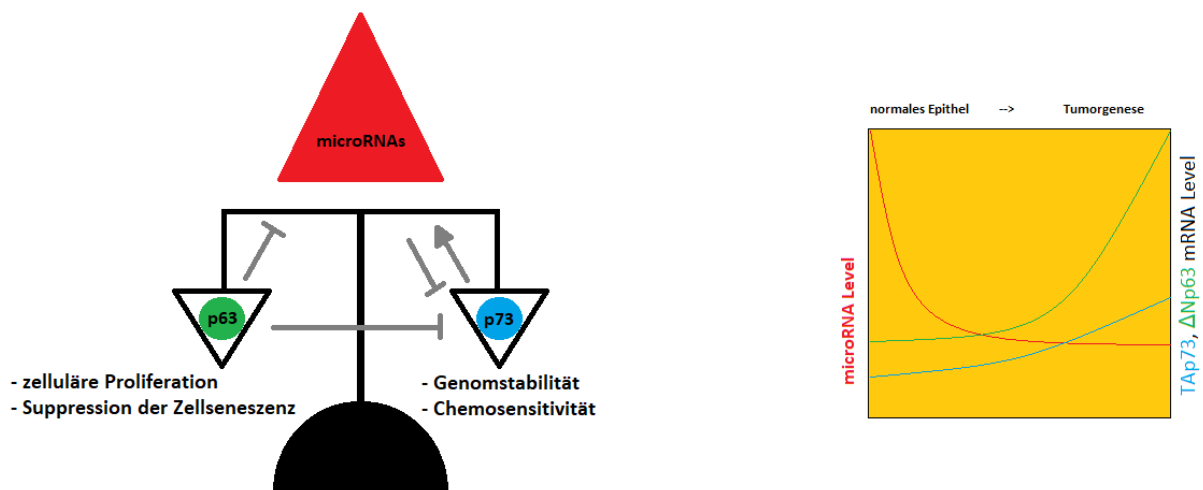 microRNAs
p63
p73
- zelluläre Proliferation
- Suppression der Zellseneszenz
- Genomstabilität
- Chemosensitivität
normales Epithel --> Tumorgenese
microRNA Level
TAp73, ΔNp63 mRNA Level